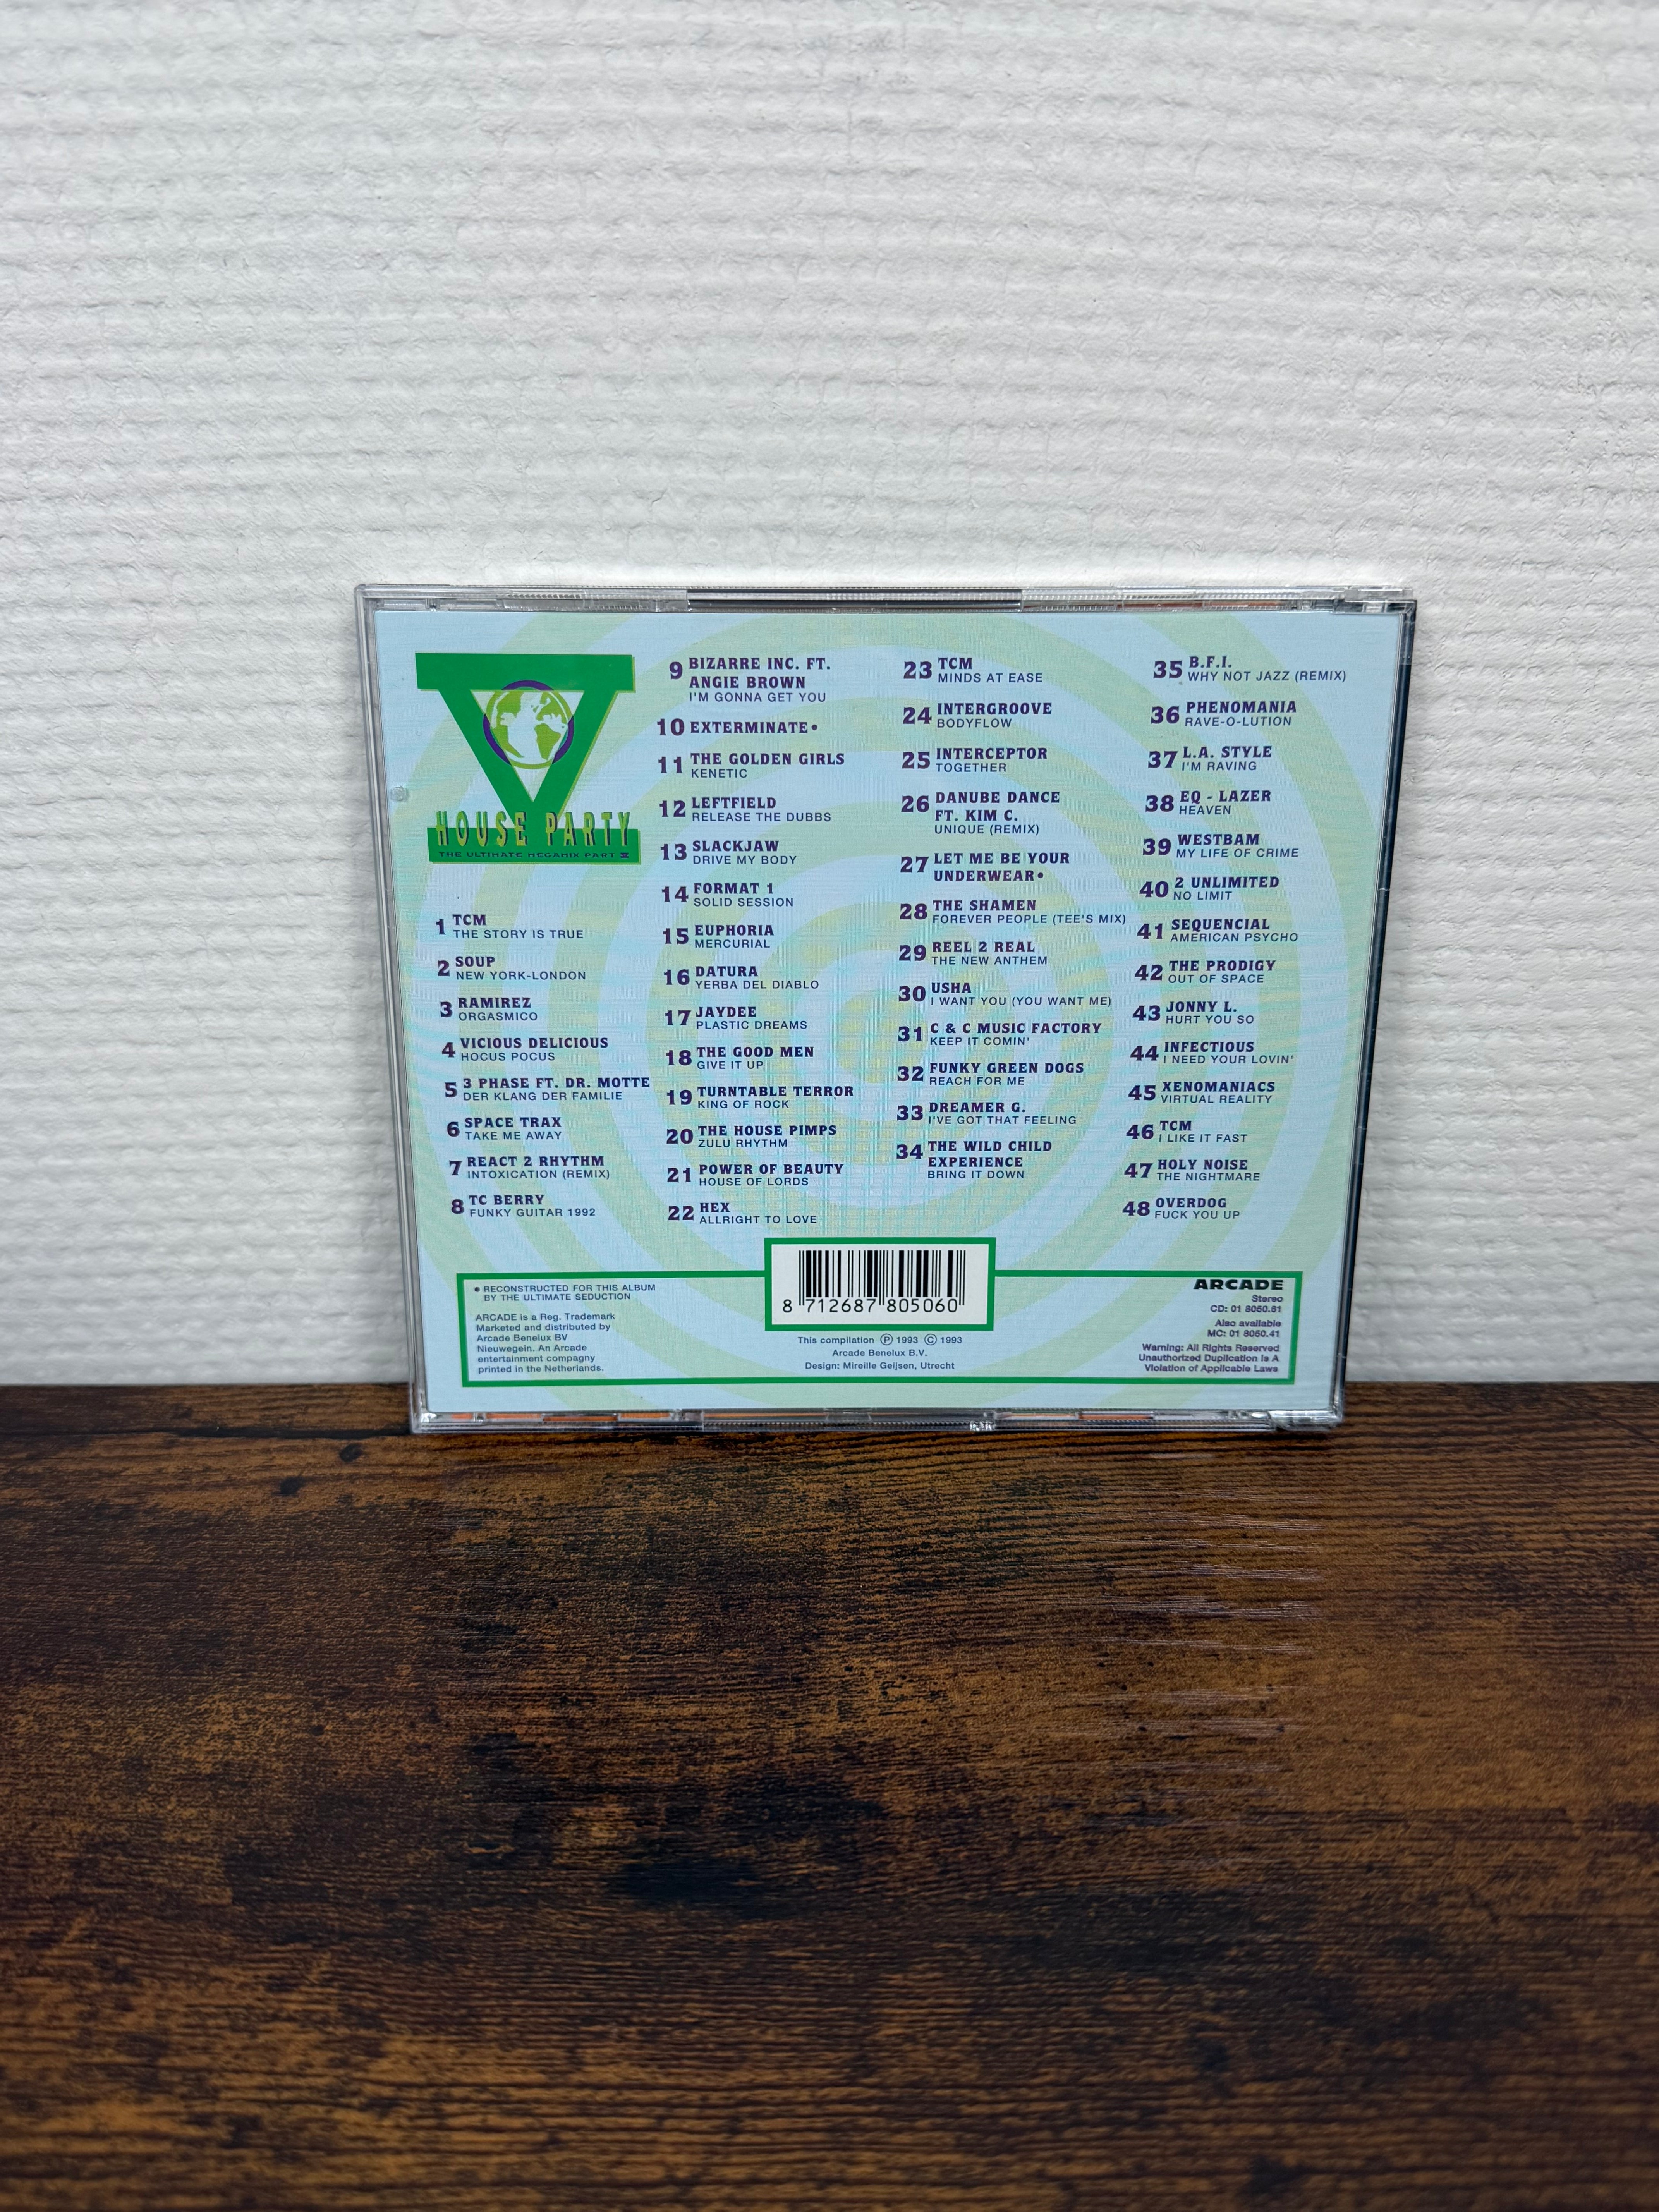 HOUSE PARTY
THE ULTIMATE MEGAMIX PART II
1 TCM
THE STORY IS TRUE
2 SOUP
NEW YORK-LONDON
3 RAMIREZ
ORGASMICO
4 VICIOUS DELICIOUS
HOCUS POCUS
5 3 PHASE FT. DR. MOTTE
DER KLANG DER FAMILIE
6 SPACE TRAX
TAKE ME AWAY
7 REACT 2 RHYTHM
INTOXICATION (REMIX)
8 TC BERRY
FUNKY GUITAR 1992
9 BIZARRE INC. FT.
ANGIE BROWN
I'M GONNA GET YOU
10 EXTERMINATE•
11 THE GOLDEN GIRLS
KENETIC
12 LEFTFIELD
RELEASE THE DUBBS
13 SLACKJAW
DRIVE MY BODY
14 FORMAT 1
SOLID SESSION
15 EUPHORIA
MERCURIAL
16 DATURA
YERBA DEL DIABLO
17 JAYDEE
PLASTIC DREAMS
18 THE GOOD MEN
GIVE IT UP
19 TURNTABLE TERROR
KING OF ROCK
20 THE HOUSE PIMPS
ZULU RHYTHM
21 POWER OF BEAUTY
HOUSE OF LORDS
22 HEX
ALLRIGHT TO LOVE
23 TCM
MINDS AT EASE
24 INTERGROOVE
BODYFLOW
25 INTERCEPTOR
TOGETHER
26 DANUBE DANCE
FT. KIM C.
UNIQUE (REMIX)
27 LET ME BE YOUR
UNDERWEAR•
28 THE SHAMEN
FOREVER PEOPLE (TEE'S MIX)
29 REEL 2 REAL
THE NEW ANTHEM
30 USHA
I WANT YOU (YOU WANT ME)
31 C & C MUSIC FACTORY
KEEP IT COMIN'
32 FUNKY GREEN DOGS
REACH FOR ME
33 DREAMER G.
I'VE GOT THAT FEELING
34 THE WILD CHILD
EXPERIENCE
BRING IT DOWN
35 B.F.I.
WHY NOT JAZZ (REMIX)
36 PHENOMANIA
RAVE-O-LUTION
37 L.A. STYLE
I'M RAVING
38 EQ - LAZER
HEAVEN
39 WESTBAM
MY LIFE OF CRIME
40 2 UNLIMITED
NO LIMIT
41 SEQUENCIAL
AMERICAN PSYCHO
42 THE PRODIGY
OUT OF SPACE
43 JONNY L.
HURT YOU SO
44 INFECTIOUS
I NEED YOUR LOVIN'
45 XENOMANIACS
VIRTUAL REALITY
46 TCM
I LIKE IT FAST
47 HOLY NOISE
THE NIGHTMARE
48 OVERDOG
FUCK YOU UP
• RECONSTRUCTED FOR THIS ALBUM
BY THE ULTIMATE SEDUCTION
ARCADE is a Reg. Trademark
Marketed and distributed by
Arcade Benelux BV
Nieuwegein. An Arcade
entertainment compagny
printed in the Netherlands.
8 712687 805060
This compilation Ⓟ 1993 Ⓒ 1993
Arcade Benelux B.V.
Design: Mireille Geijsen, Utrecht
ARCADE
Stereo
CD: 01 8060.61
Also available
MC: 01 8060.41
Warning: All Rights Reserved
Unauthorized Duplication is A
Violation of Applicable Laws